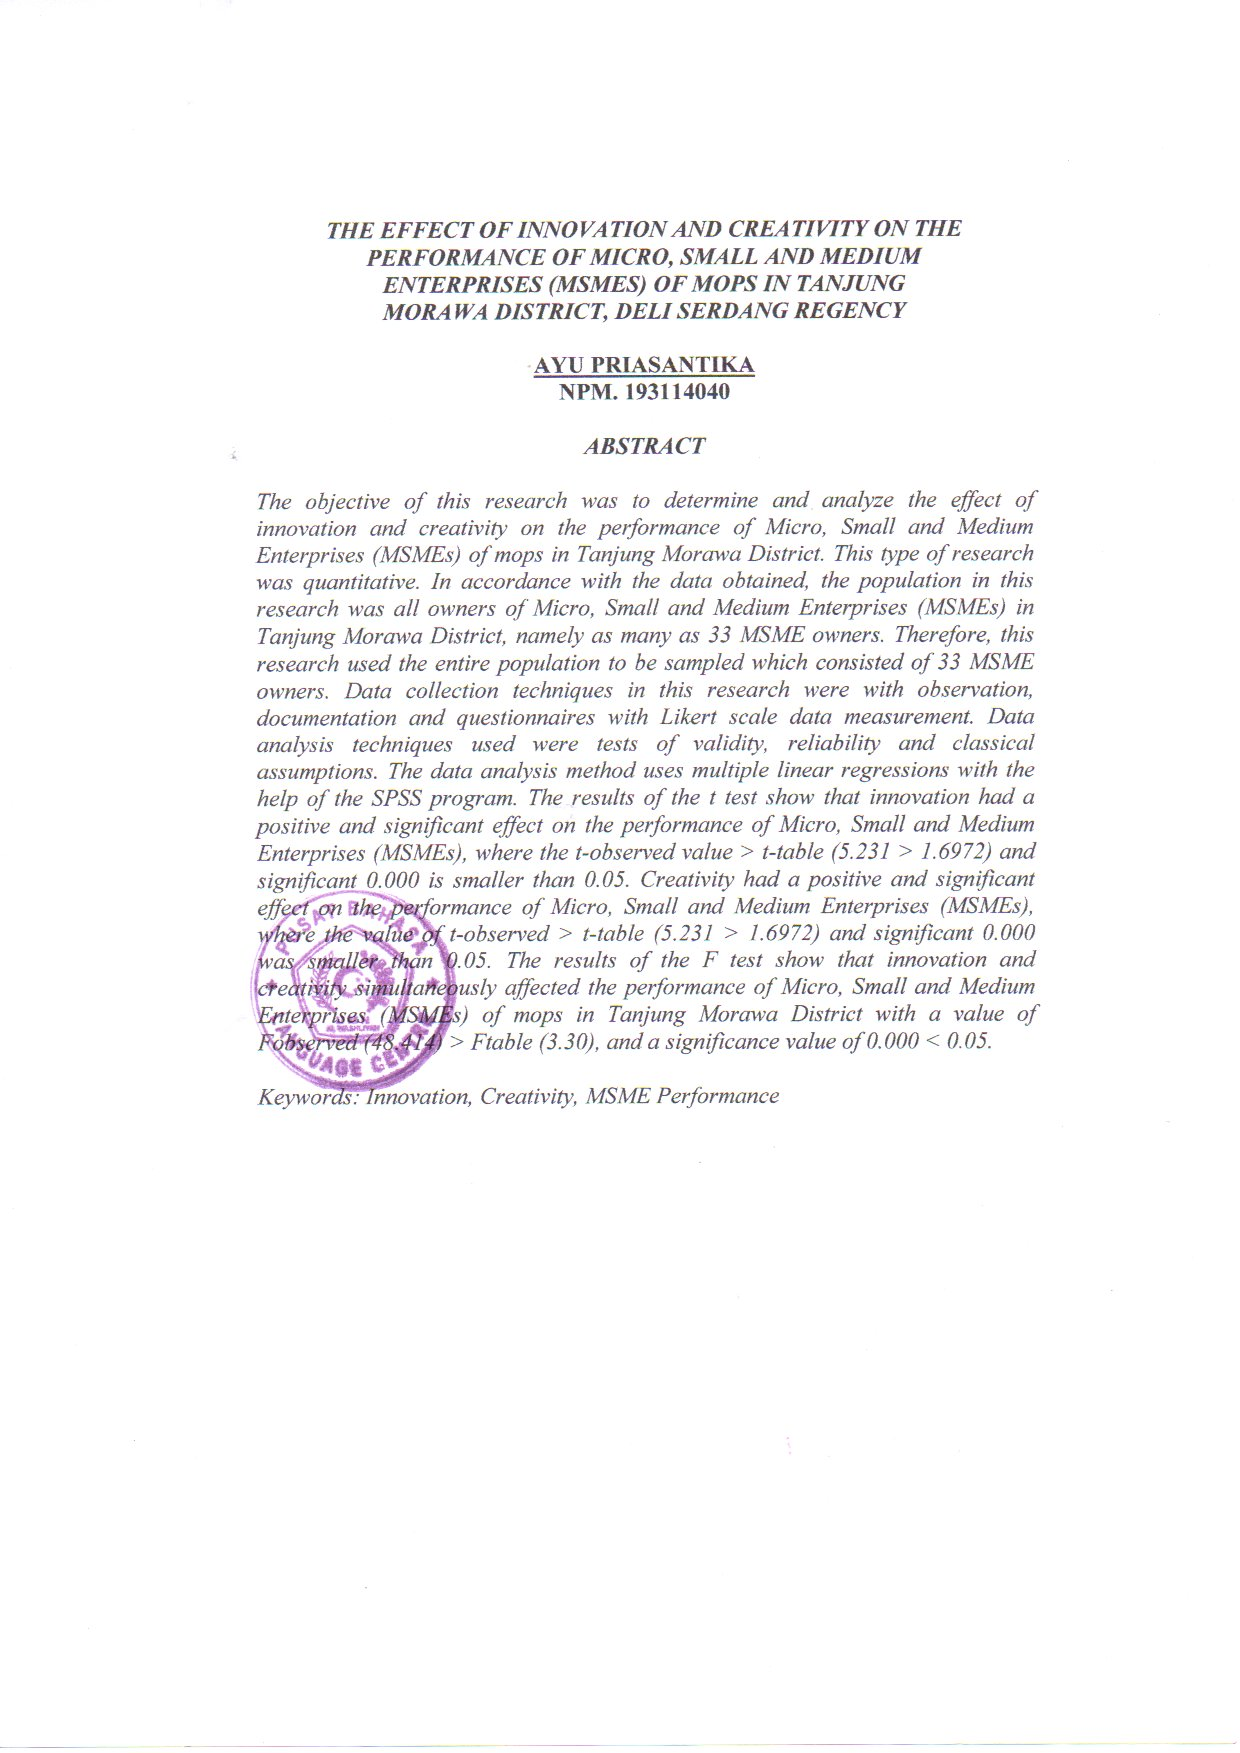 THE EFFECT OF INNOVATION AND CREATIVITY ON THE
PERFORMANCE OF MICRO, SMALL AND MEDIUM
ENTERPRISES (MSMES) OF MOPS IN TANJUNG
MORAWA DISTRICT, DELI SERDANG REGENCY
AYU PRIASANTIKA
NPM. 193114040
ABSTRACT
The objective of this research was to determine and analyze the effect of
innovation and creativity on the performance of Micro, Small and Medium
Enterprises (MSMEs) of mops in Tanjung Morawa District. This type of research
was quantitative. In accordance with the data obtained, the population in this
research was all owners of Micro, Small and Medium Enterprises (MSMEs) in
Tanjung Morawa District, namely as many as 33 MSME owners. Therefore, this
research used the entire population to be sampled which consisted of 33 MSME
owners. Data collection techniques in this research were with observation,
documentation and questionnaires with Likert scale data measurement. Data
analysis techniques used were tests of validity, reliability and classical
assumptions. The data analysis method uses multiple linear regressions with the
help of the SPSS program. The results of the t test show that innovation had a
positive and significant effect on the performance of Micro, Small and Medium
Enterprises (MSMEs), where the t-observed value > t-table (5.231 > 1.6972) and
significant 0.000 is smaller than 0.05. Creativity had a positive and significant
effect on the performance of Micro, Small and Medium Enterprises (MSMEs),
where the value of t-observed > t-table (5.231 > 1.6972) and significant 0.000
was smaller than 0.05. The results of the F test show that innovation and
creativity simultaneously affected the performance of Micro, Small and Medium
Enterprises (MSMEs) of mops in Tanjung Morawa District with a value of
Fobserved (48.414) > Ftable (3.30), and a significance value of 0.000 < 0.05.
Keywords: Innovation, Creativity, MSME Performance
PUSAT BAHASA
AL WASHLIYAH
LANGUAGE CENTRE